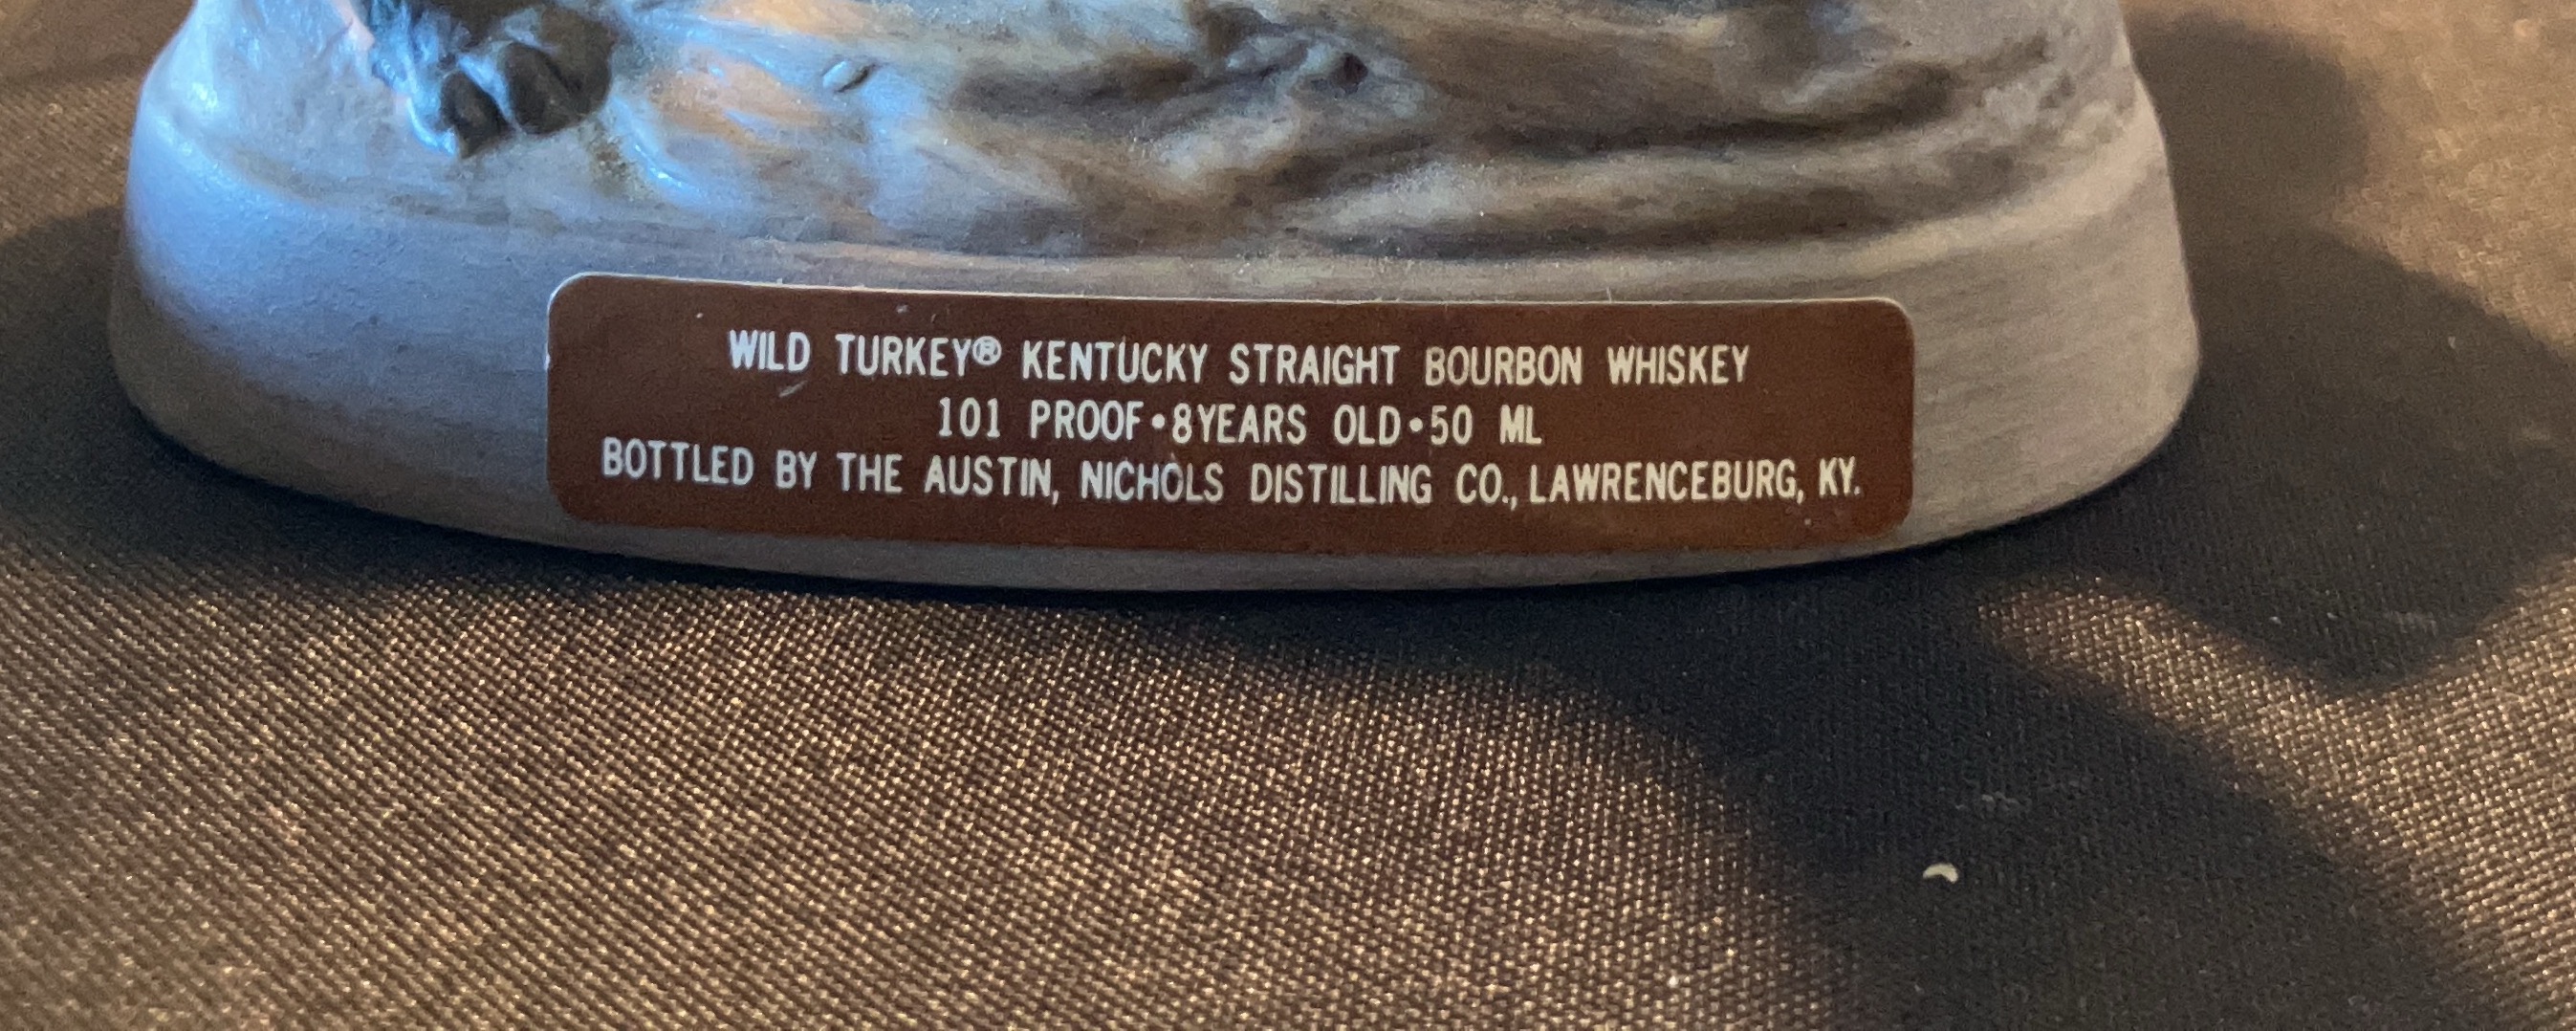 WILD TURKEY® KENTUCKY STRAIGHT BOURBON WHISKEY
101 PROOF•8YEARS OLD•50 ML
BOTTLED BY THE AUSTIN, NICHOLS DISTILLING CO., LAWRENCEBURG, KY.